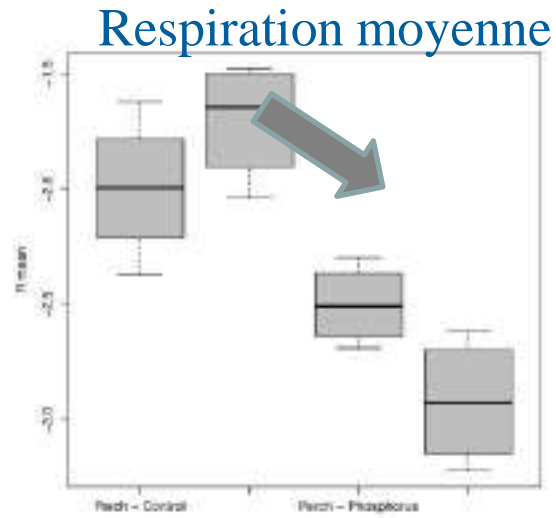 Respiration moyenne
-1.5
-2.0
-2.5
-3.0
R mean
Perch - Control
Perch - Phosphorus